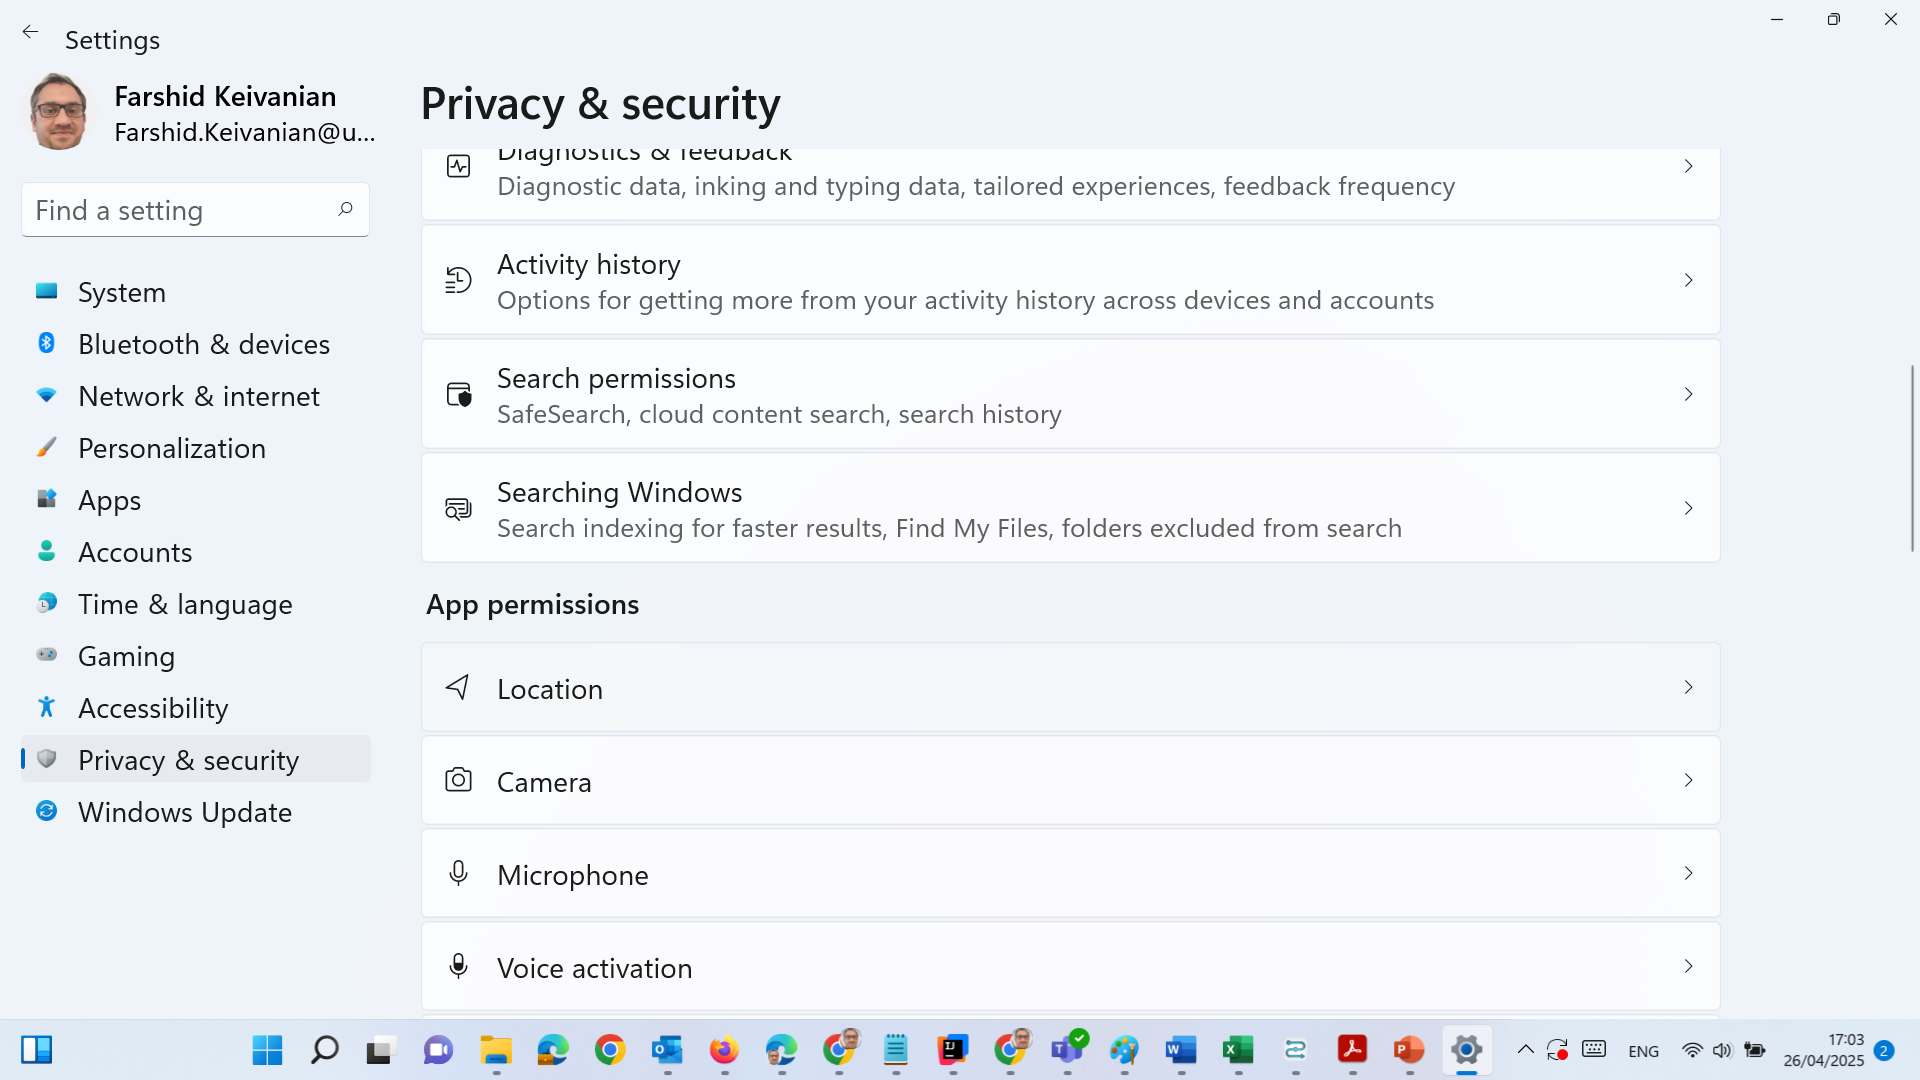 Settings
Farshid Keivanian
Farshid.Keivanian@u...
Find a setting
System
Bluetooth & devices
Network & internet
Personalization
Apps
Accounts
Time & language
Gaming
Accessibility
Privacy & security
Windows Update
Privacy & security
Diagnostics & feedback
Diagnostic data, inking and typing data, tailored experiences, feedback frequency
Activity history
Options for getting more from your activity history across devices and accounts
Search permissions
SafeSearch, cloud content search, search history
Searching Windows
Search indexing for faster results, Find My Files, folders excluded from search
App permissions
Location
Camera
Microphone
Voice activation
ENG
17:03
26/04/2025
2